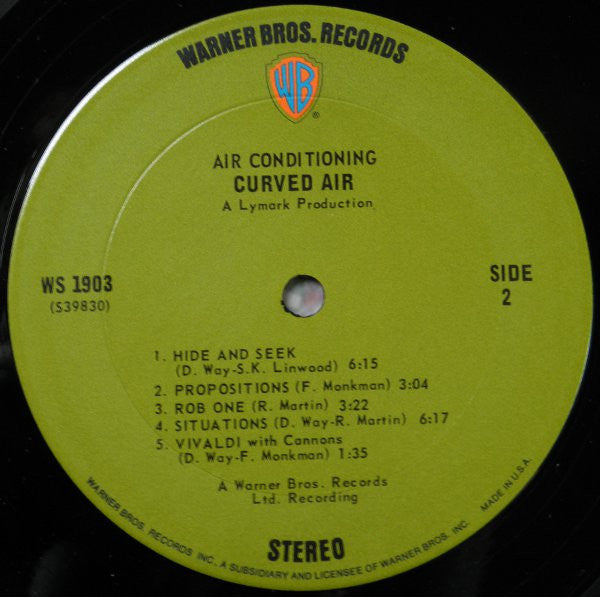 WARNER BROS. RECORDS
WB
®
AIR CONDITIONING
CURVED AIR
A Lymark Production
WS 1903
(S39830)
SIDE
2
1. HIDE AND SEEK
(D. Way-S.K. Linwood) 6:15
2. PROPOSITIONS (F. Monkman) 3:04
3. ROB ONE (R. Martin) 3:22
4. SITUATIONS (D. Way-R. Martin) 6:17
5. VIVALDI with Cannons
(D. Way-F. Monkman) 1:35
A Warner Bros. Records
Ltd. Recording
STEREO
WARNER BROS. RECORDS INC., A SUBSIDIARY AND LICENSEE OF WARNER BROS. INC. MADE IN U.S.A.